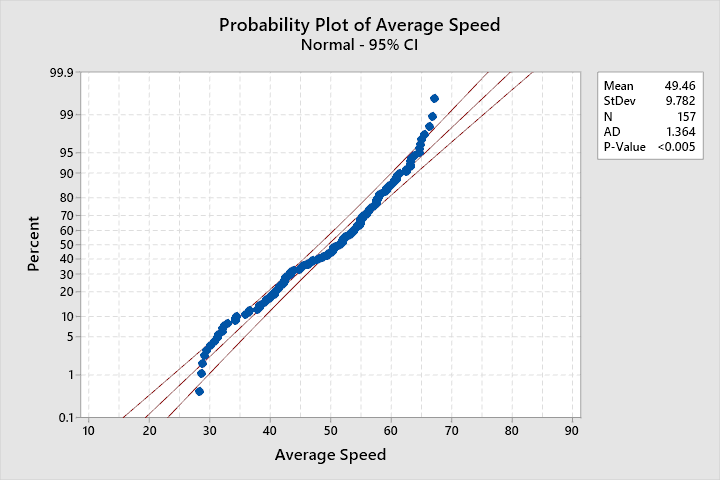 Probability Plot of Average Speed
Normal - 95% CI
Mean 49.46
StDev 9.782
N 157
AD 1.364
P-Value <0.005
Percent
99.9
99
95
90
80
70
60
50
40
30
20
10
5
1
0.1
10 20 30 40 50 60 70 80 90
Average Speed